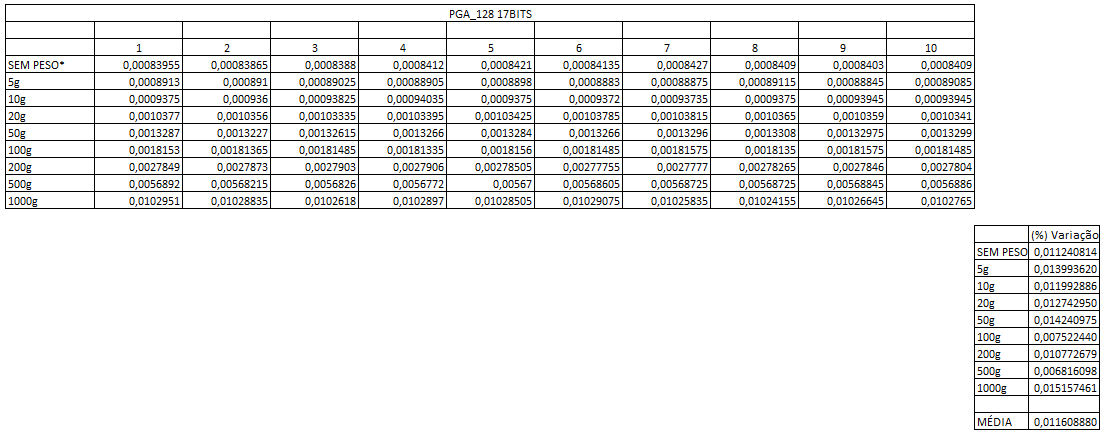 PGA_128 17BITS
1 2 3 4 5 6 7 8 9 10
SEM PESO* 0,00083955 0,00083865 0,0008388 0,0008412 0,0008421 0,00084135 0,0008427 0,0008409 0,0008403 0,0008409
5g 0,0008913 0,000891 0,00089025 0,00088905 0,0008898 0,0008883 0,00088875 0,00089115 0,00088845 0,00089085
10g 0,0009375 0,000936 0,00093825 0,00094035 0,0009375 0,0009372 0,00093735 0,0009375 0,00093945 0,00093945
20g 0,0010377 0,0010356 0,00103335 0,00103395 0,00103425 0,00103785 0,00103815 0,0010365 0,0010359 0,0010341
50g 0,0013287 0,0013227 0,00132615 0,0013266 0,0013284 0,0013266 0,0013296 0,0013308 0,00132975 0,0013299
100g 0,0018153 0,00181365 0,00181485 0,00181335 0,0018156 0,00181485 0,00181575 0,0018135 0,00181575 0,00181485
200g 0,0027849 0,0027873 0,0027903 0,0027906 0,00278505 0,00277755 0,0027777 0,00278265 0,0027846 0,0027804
500g 0,0056892 0,00568215 0,0056826 0,0056772 0,00567 0,00568605 0,00568725 0,00568725 0,00568845 0,0056886
1000g 0,0102951 0,01028835 0,0102618 0,0102897 0,01028505 0,01029075 0,01025835 0,01024155 0,01026645 0,0102765
(%) Variação
SEM PESO 0,011240814
5g 0,013993620
10g 0,011992886
20g 0,012742950
50g 0,014240975
100g 0,007522440
200g 0,010772679
500g 0,006816098
1000g 0,015157461
MÉDIA 0,011608880